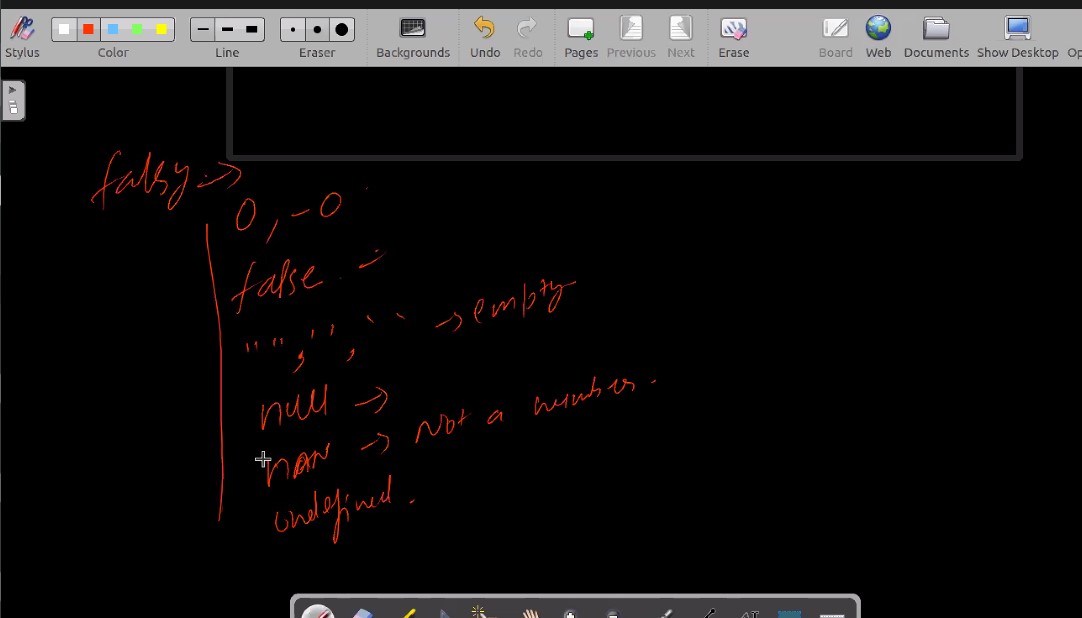 Stylus Color Line Eraser Backgrounds Undo Redo Pages Previous Next Erase Board Web Documents Show Desktop Op
falsy ->
0, -0
false
"", '', `` -> empty
null ->
nan -> Not a number.
undefined.